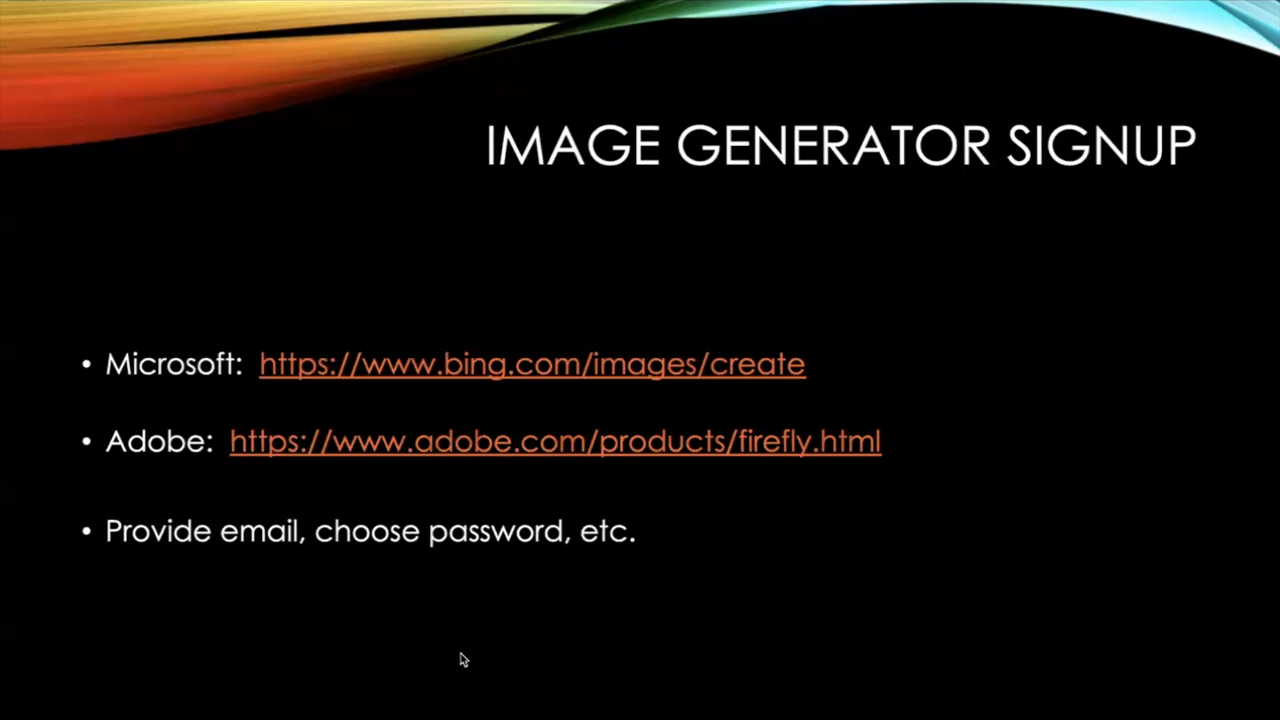 IMAGE GENERATOR SIGNUP
• Microsoft: https://www.bing.com/images/create
• Adobe: https://www.adobe.com/products/firefly.html
• Provide email, choose password, etc.